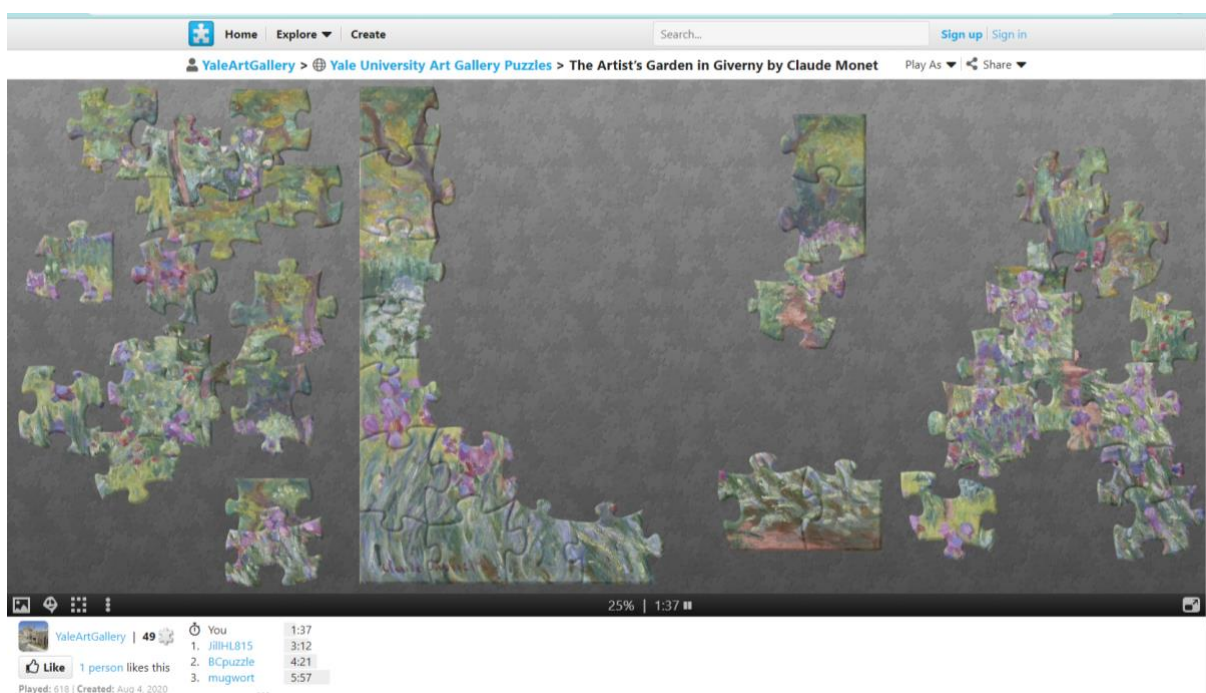 Home Explore Create Search... Sign up Sign in
YaleArtGallery > Yale University Art Gallery Puzzles > The Artist's Garden in Giverny by Claude Monet Play As Share
25% | 1:37
YaleArtGallery | 49
Like 1 person likes this
Played: 618 | Created: Aug 4, 2020
You 1:37
1. JillHL815 3:12
2. BCpuzzle 4:21
3. mugwort 5:57